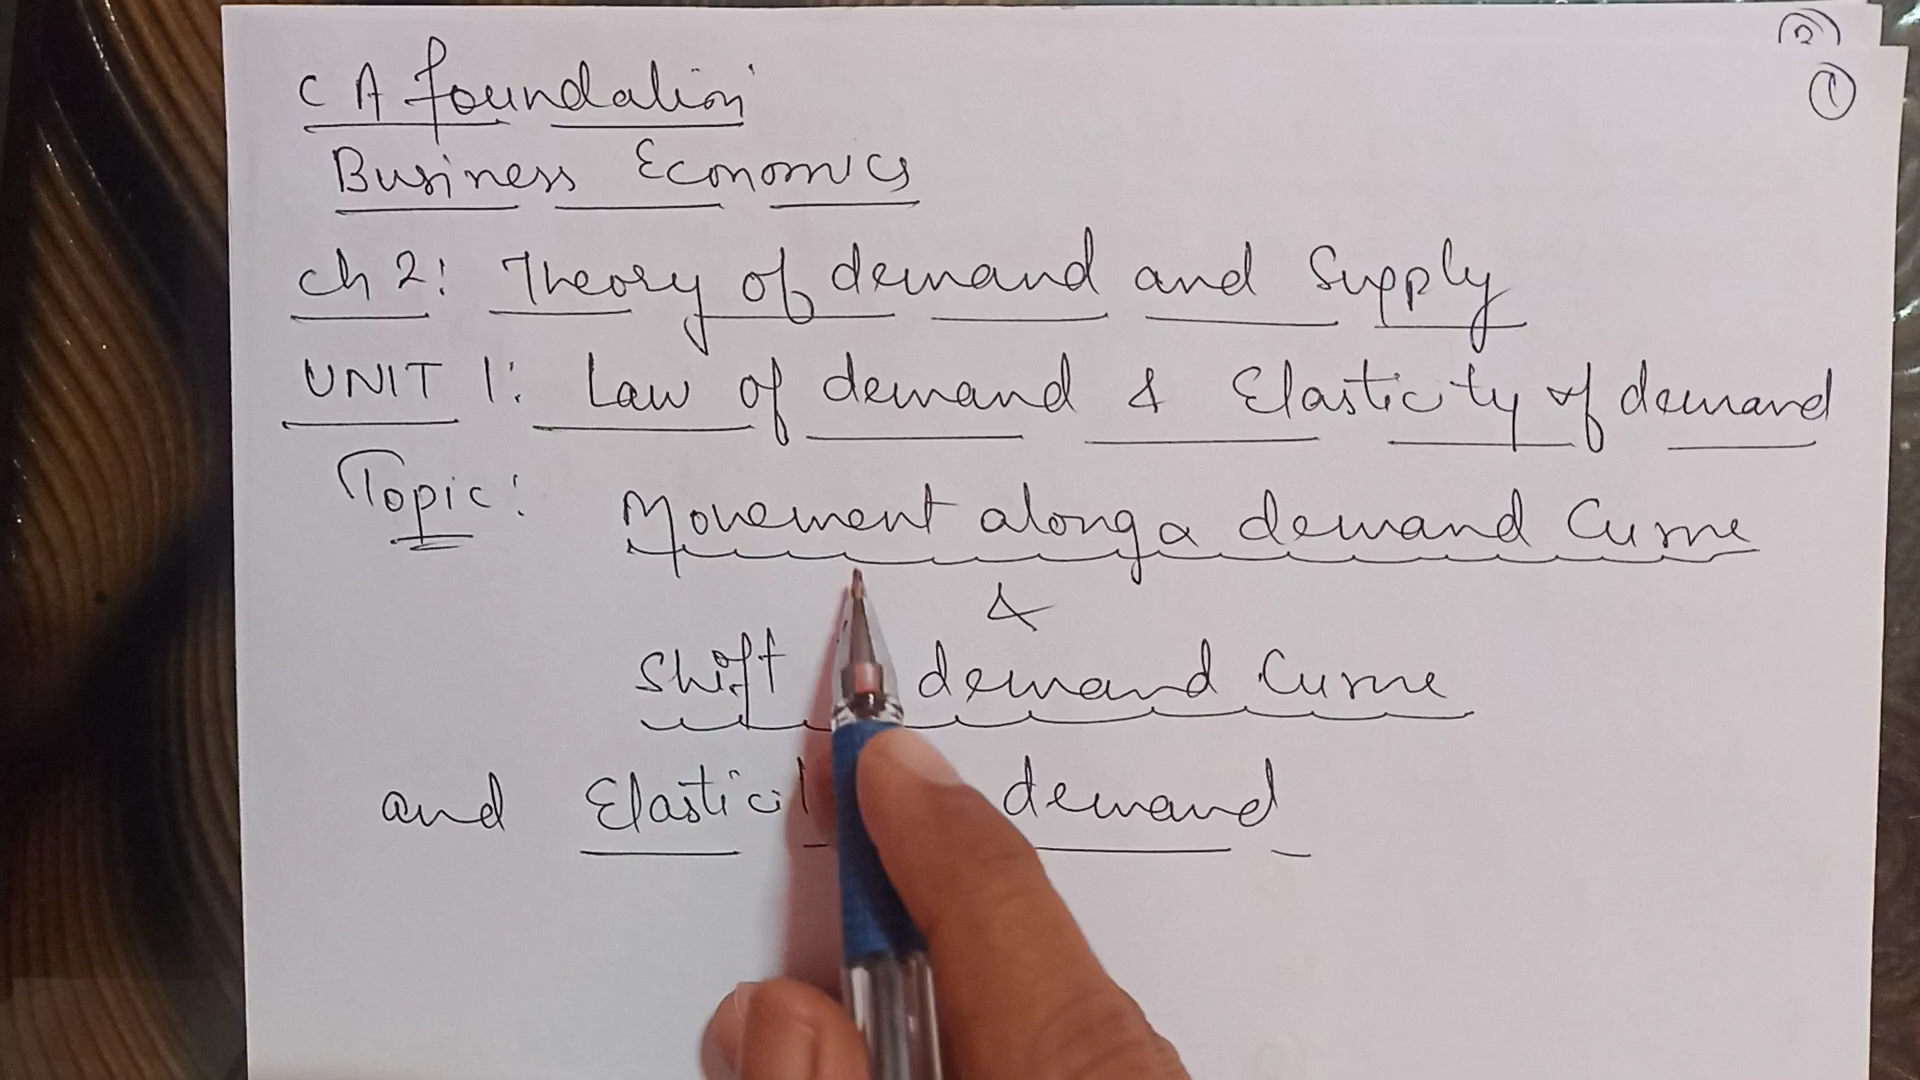 2
1
CA foundation
Business Economics
Ch 2: Theory of demand and Supply
UNIT 1: Law of demand & Elasticity of demand
Topic: Movement along a demand Curve
&
Shift demand Curve
and demand